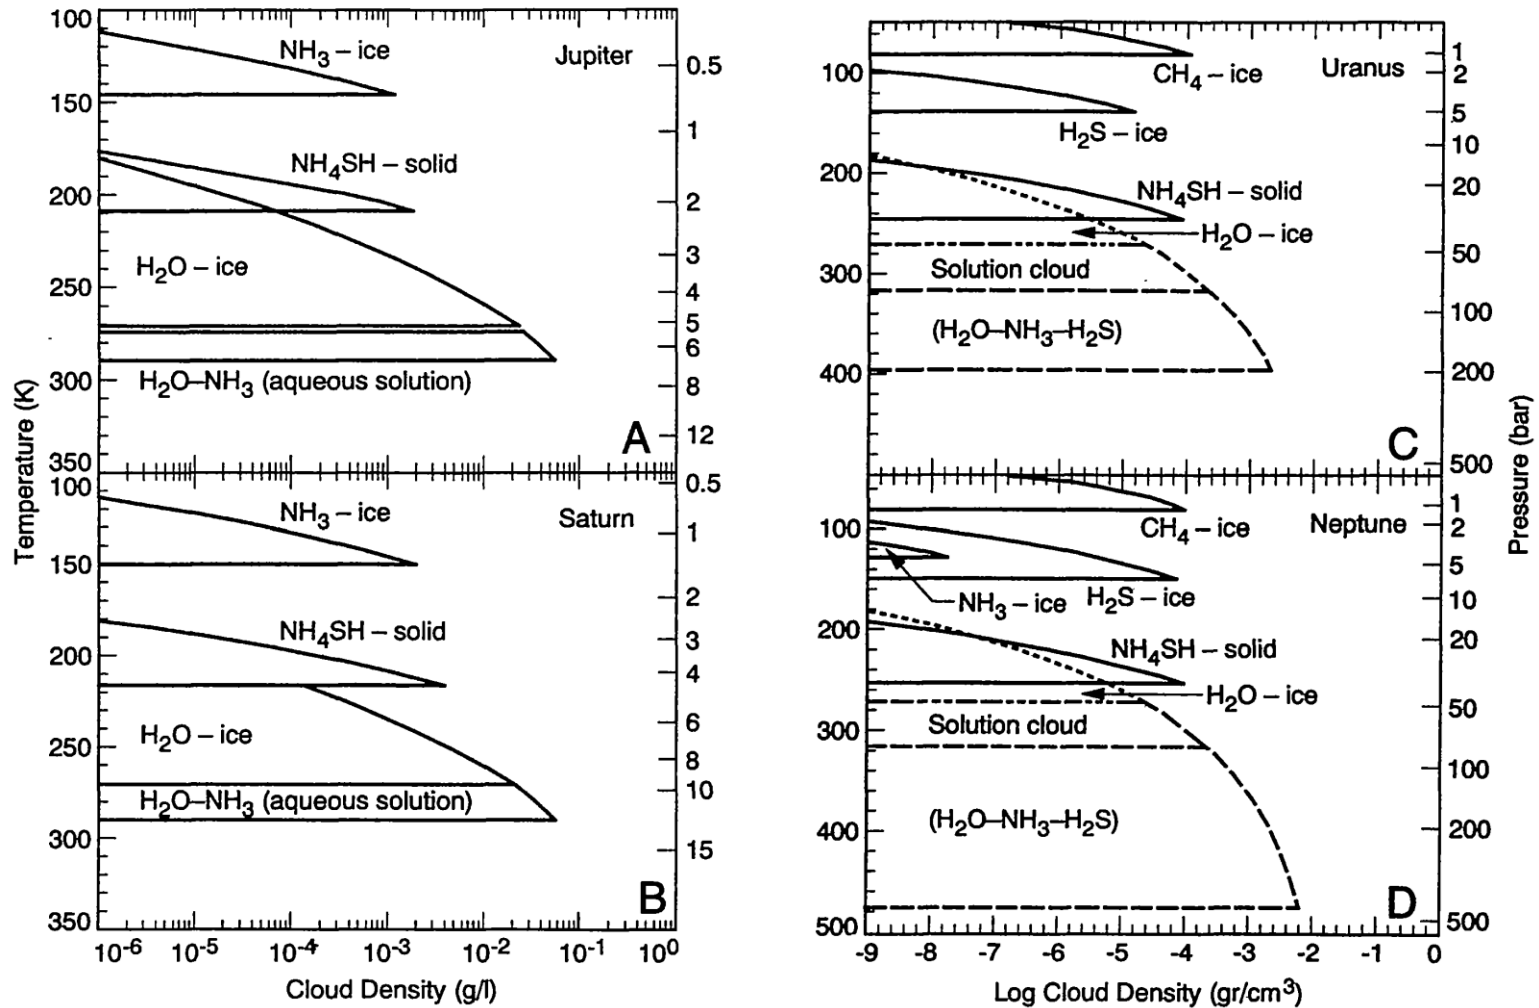 100
NH3 – ice
Jupiter
0.5
150
1
NH4SH – solid
200
2
3
H2O – ice
250
4
5
6
H2O–NH3 (aqueous solution)
300
8
A
12
350
Temperature (K)
100
NH3 – ice
Saturn
0.5
1
150
2
NH4SH – solid
3
200
4
H2O – ice
6
250
8
10
H2O–NH3 (aqueous solution)
300
15
B
350
10-6
10-5
10-4
10-3
10-2
10-1
100
Cloud Density (g/l)
CH4 – ice
Uranus
1
100
2
5
H2S – ice
10
200
20
NH4SH – solid
H2O – ice
50
Solution cloud
300
100
(H2O–NH3–H2S)
400
200
C
500
Pressure (bar)
CH4 – ice
Neptune
1
100
2
5
NH3 – ice
H2S – ice
10
200
20
NH4SH – solid
H2O – ice
50
Solution cloud
300
100
(H2O–NH3–H2S)
400
200
D
500
500
-9
-8
-7
-6
-5
-4
-3
-2
-1
0
Log Cloud Density (gr/cm3)